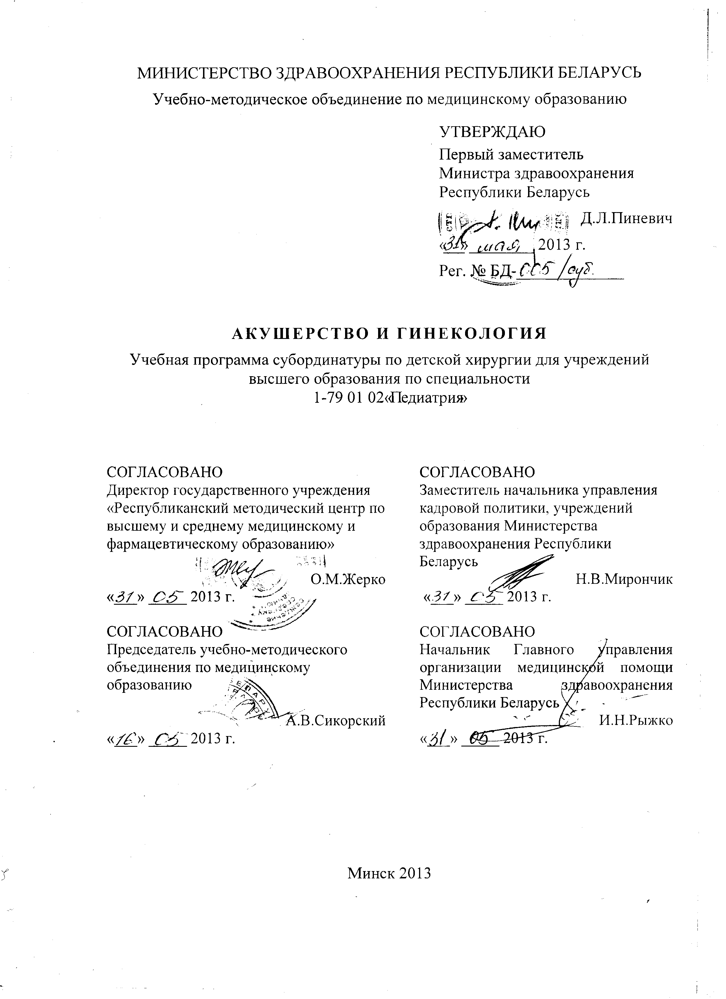 МИНИСТЕРСТВО ЗДРАВООХРАНЕНИЯ РЕСПУБЛИКИ БЕЛАРУСЬ
Учебно-методическое объединение по медицинскому образованию
УТВЕРЖДАЮ
Первый заместитель
Министра здравоохранения
Республики Беларусь
Д.Л.Пиневич
«31» мая 2013 г.
Рег. № БД-005/суб.
АКУШЕРСТВО И ГИНЕКОЛОГИЯ
Учебная программа субординатуры по детской хирургии для учреждений
высшего образования по специальности
1-79 01 02«Педиатрия»
СОГЛАСОВАНО
Директор государственного учреждения
«Республиканский методический центр по
высшему и среднему медицинскому и
фармацевтическому образованию»
О.М.Жерко
«31» 05 2013 г.
СОГЛАСОВАНО
Заместитель начальника управления
кадровой политики, учреждений
образования Министерства
здравоохранения Республики
Беларусь
Н.В.Мирончик
«31» 05 2013 г.
СОГЛАСОВАНО
Председатель учебно-методического
объединения по медицинскому
образованию
А.В.Сикорский
«16» 05 2013 г.
СОГЛАСОВАНО
Начальник Главного управления
организации медицинской помощи
Министерства здравоохранения
Республики Беларусь
И.Н.Рыжко
«31» 05 2013 г.
Минск 2013